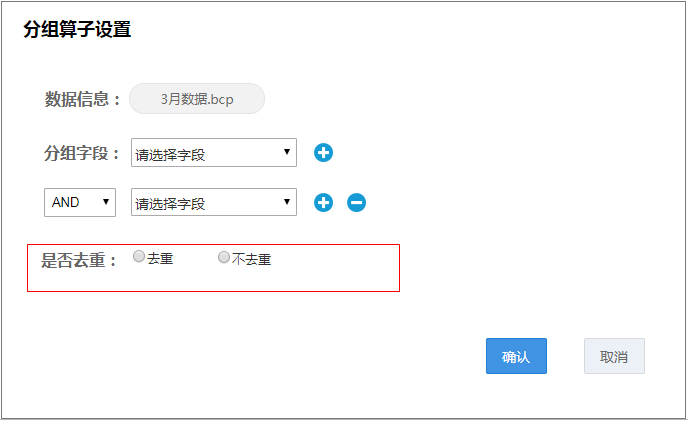 分组算子设置
数据信息： 3月数据.bcp
分组字段： 请选择字段
AND 请选择字段
是否去重： 去重 不去重
确认 取消